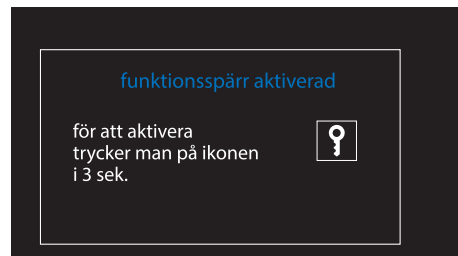 funktionsspärr aktiverad
för att aktivera
trycker man på ikonen
i 3 sek.